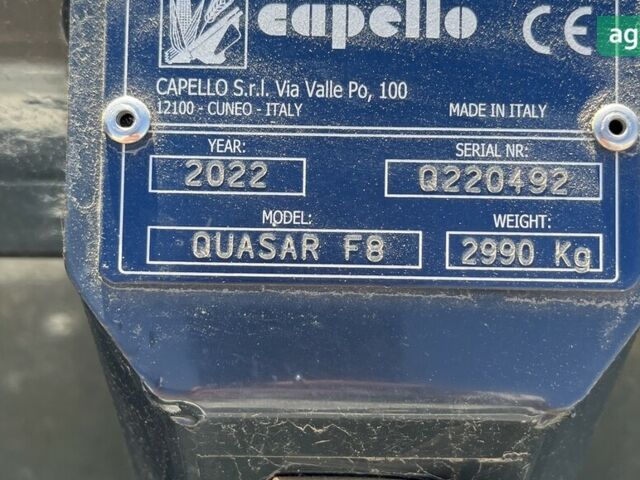 capello
CE
ag
CAPELLO S.r.l. Via Valle Po, 100
12100 - CUNEO - ITALY
MADE IN ITALY
YEAR:
SERIAL NR:
2022
Q220492
MODEL:
WEIGHT:
QUASAR F8
2990 Kg